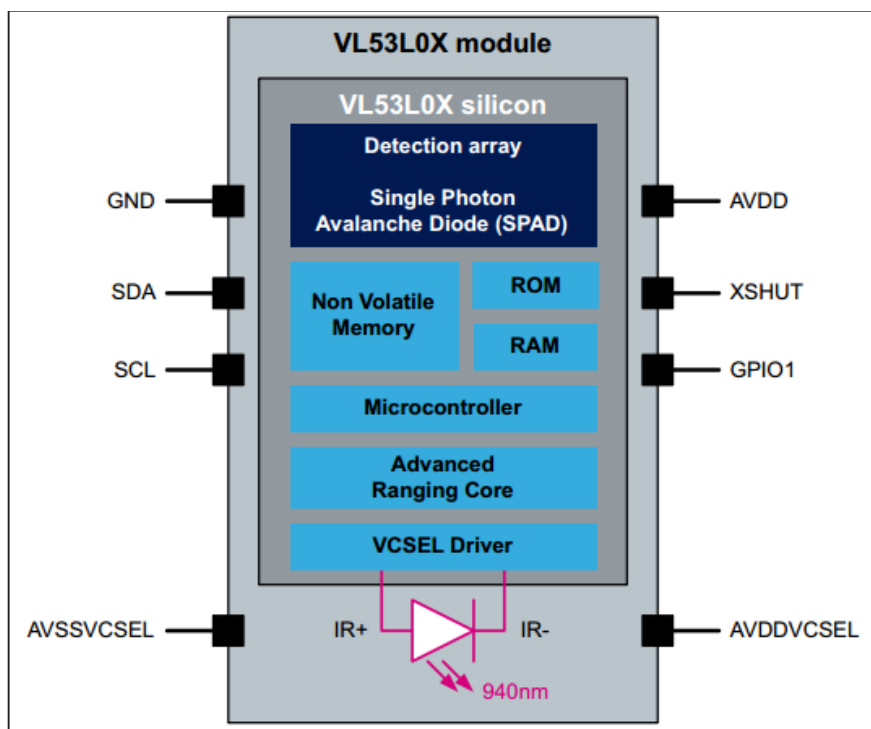 VL53L0X module
VL53L0X silicon
Detection array
Single Photon
Avalanche Diode (SPAD)
GND
AVDD
SDA
XSHUT
Non Volatile
Memory
ROM
RAM
SCL
GPIO1
Microcontroller
Advanced
Ranging Core
VCSEL Driver
AVSSVCSEL
IR+
IR-
AVDDVCSEL
940nm